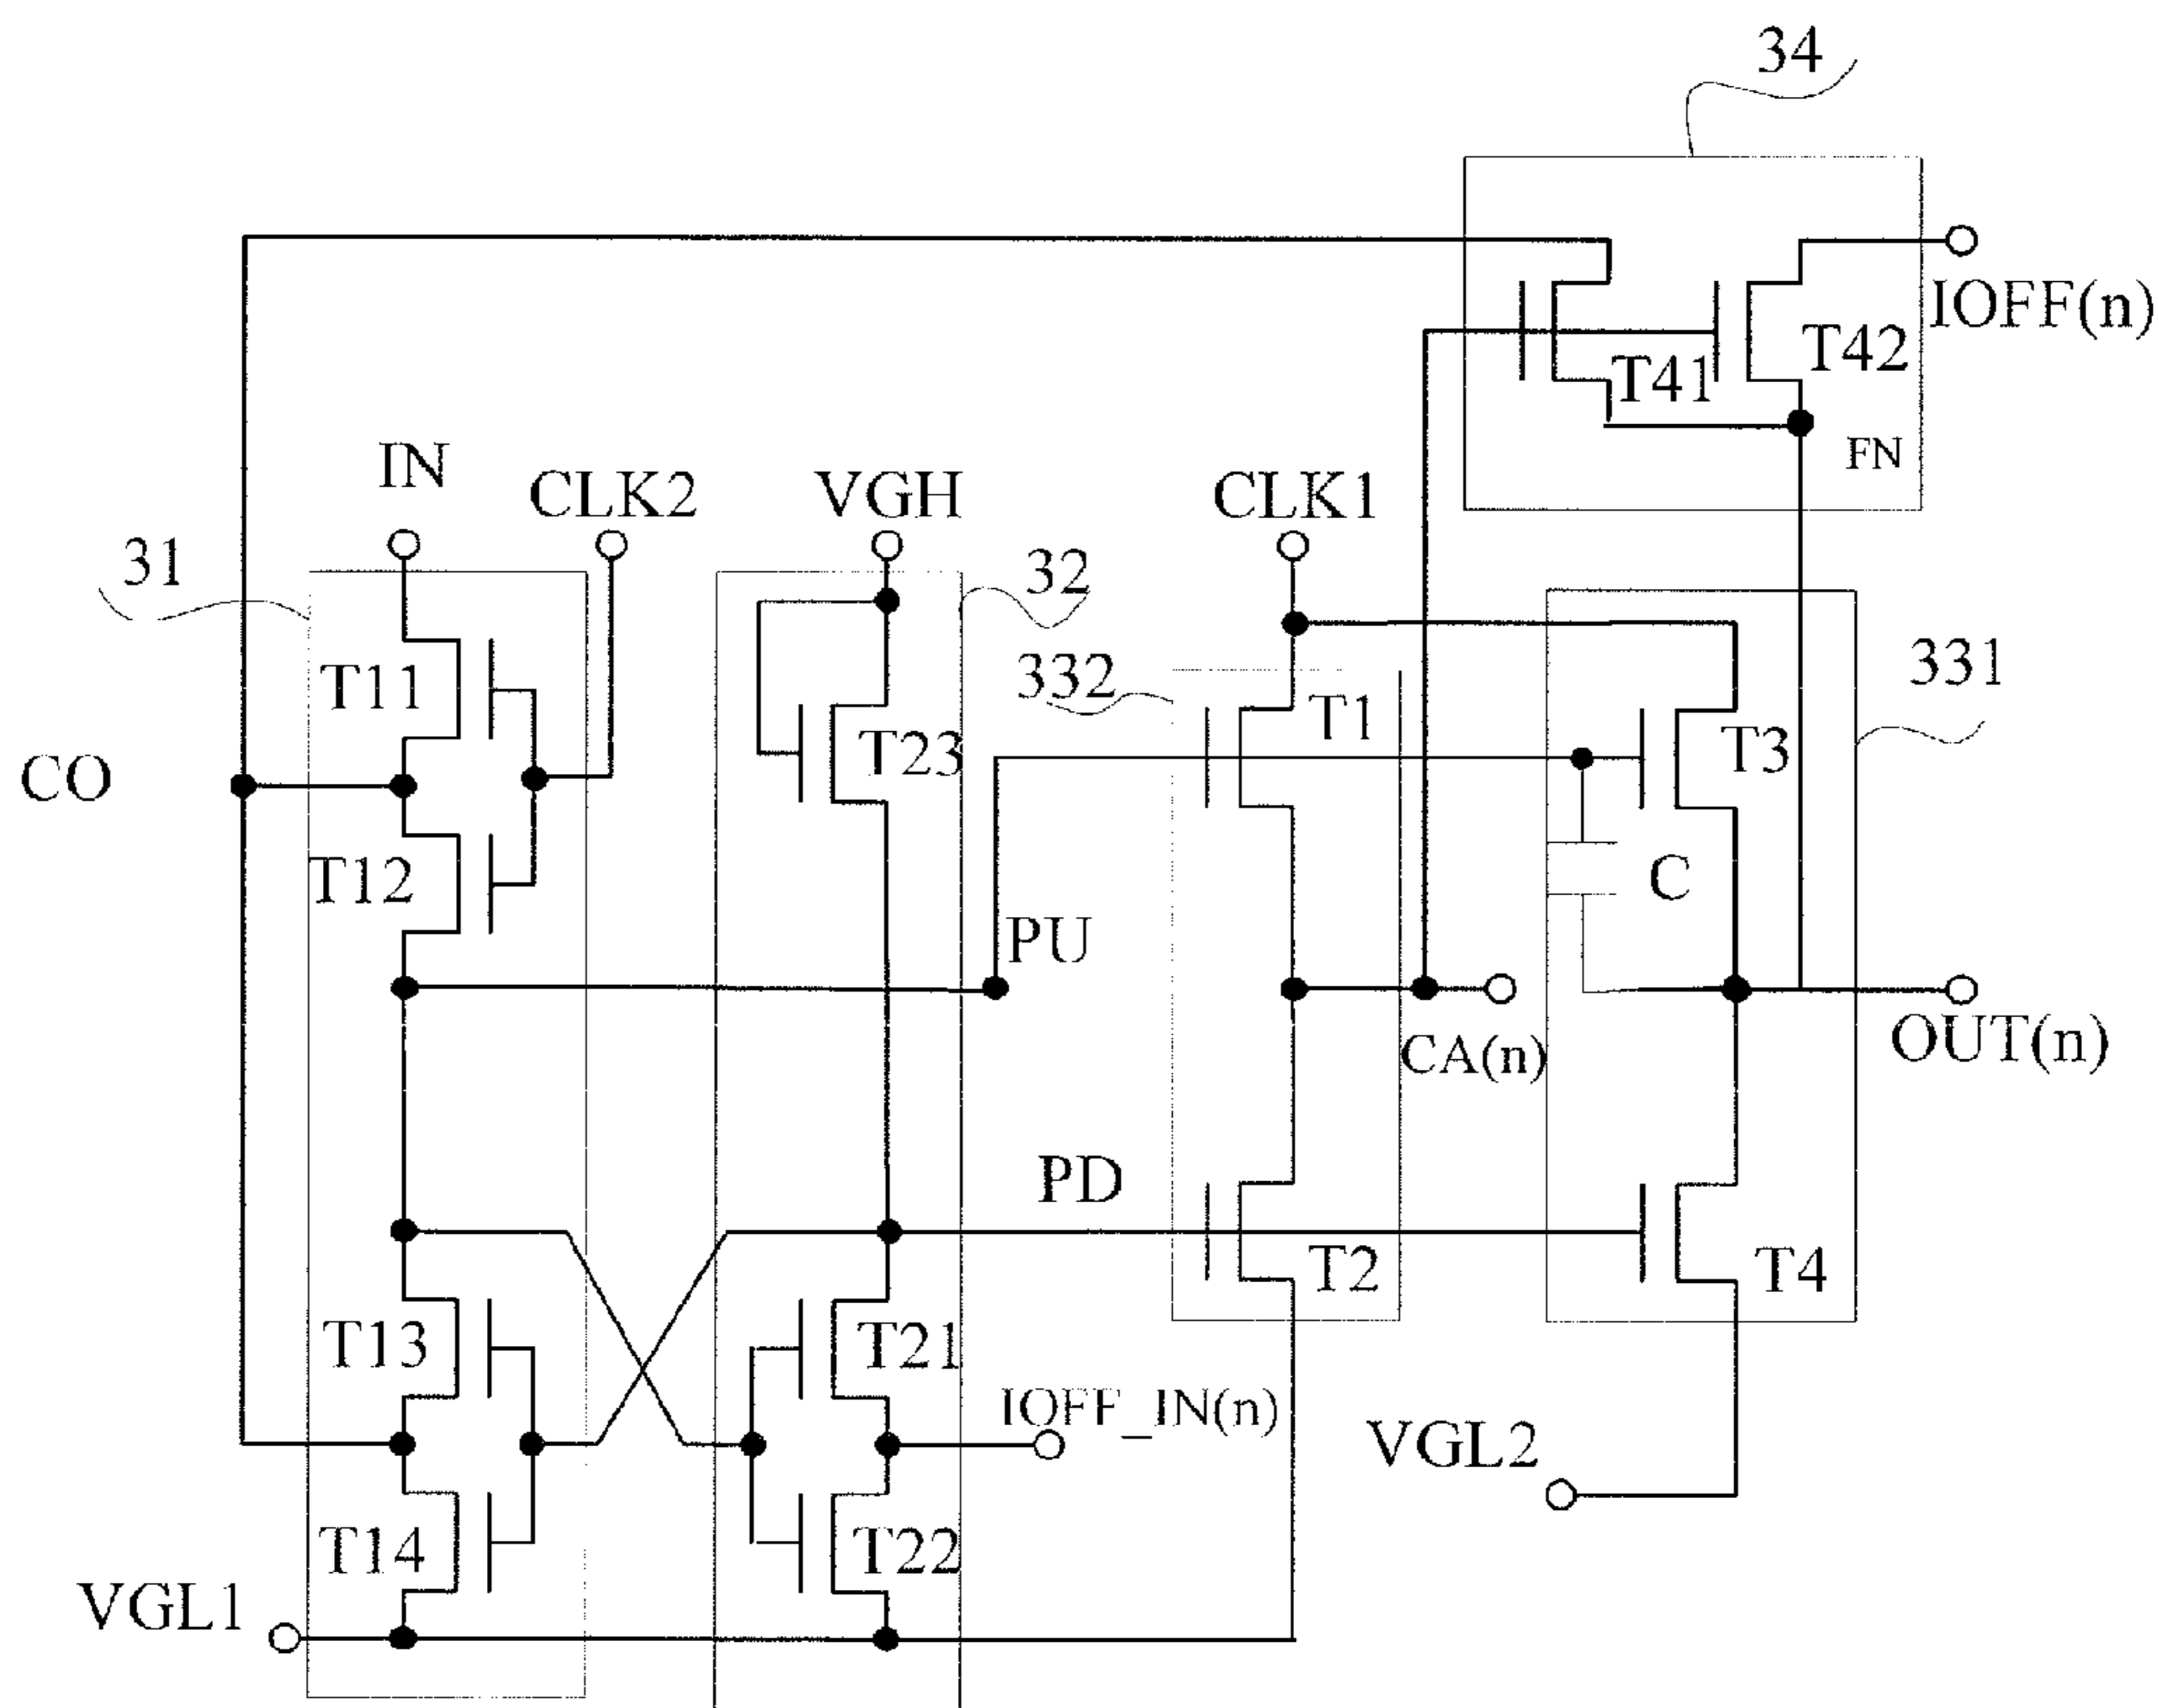 34
IOFF(n)
T41
T42
FN
IN
CLK2
VGH
CLK1
31
32
332
331
T11
T23
T1
T3
CO
T12
C
PU
CA(n)
OUT(n)
PD
T2
T4
T13
T21
IOFF_IN(n)
VGL2
T14
T22
VGL1